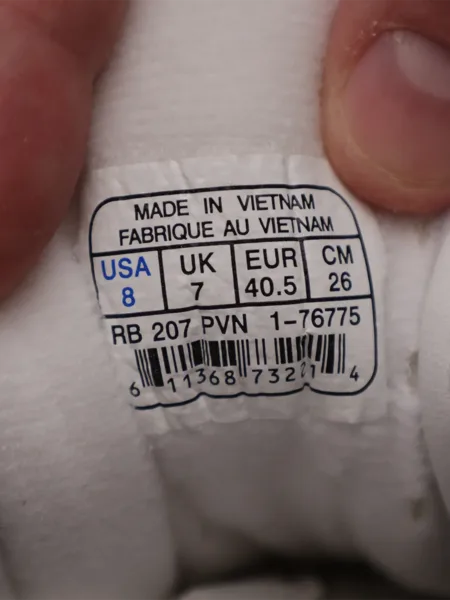 MADE IN VIETNAM
FABRIQUE AU VIETNAM
USA UK EUR CM
8 7 40.5 26
RB 207 PVN 1-76775
6 11368 73221 4